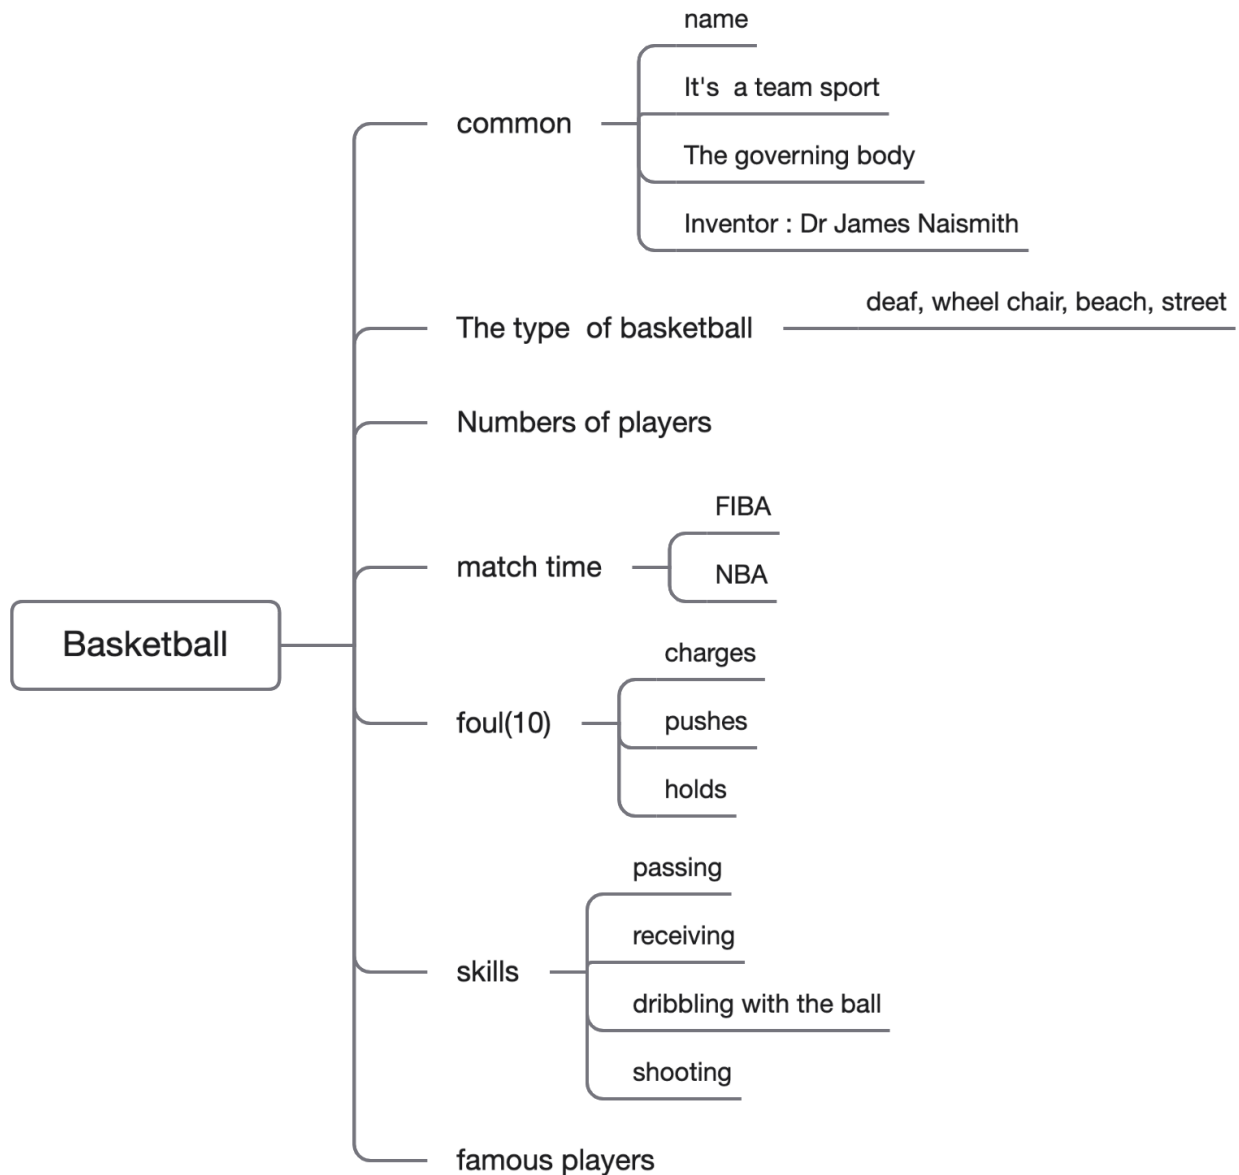 name
It's  a team sport
common
The governing body
Inventor : Dr James Naismith
deaf, wheel chair, beach, street
The type  of basketball
Numbers of players
FIBA
match time
NBA
Basketball
charges
foul(10)
pushes
holds
passing
receiving
skills
dribbling with the ball
shooting
famous players